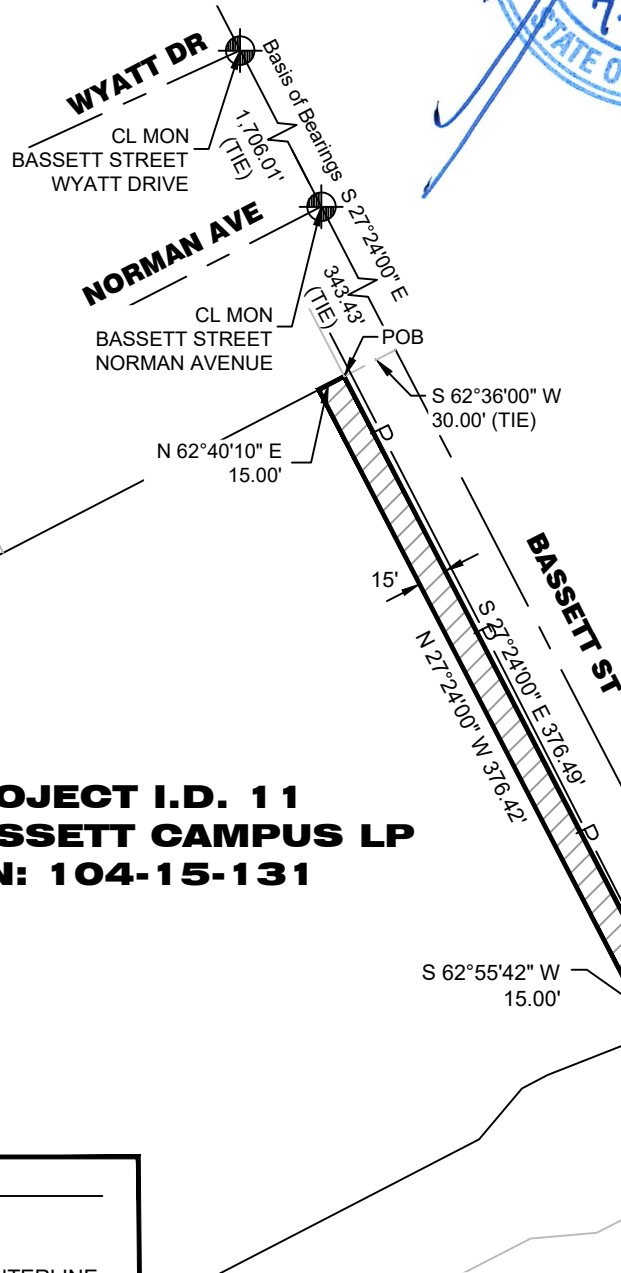 7.
STATE O
WYATT DR
Basis of Bearings S 27°24'00" E
CL MON
BASSETT STREET
WYATT DRIVE
1,706.01'
(TIE)
NORMAN AVE
CL MON
BASSETT STREET
NORMAN AVENUE
343.43'
(TIE)
POB
S 62°36'00" W
30.00' (TIE)
N 62°40'10" E
15.00'
P
BASSETT ST
15'
P
S 27°24'00" E 376.49'
N 27°24'00" W 376.42'
OJECT I.D. 11
SSETT CAMPUS LP
N: 104-15-131
P
S 62°55'42" W
15.00'
NTERLINE